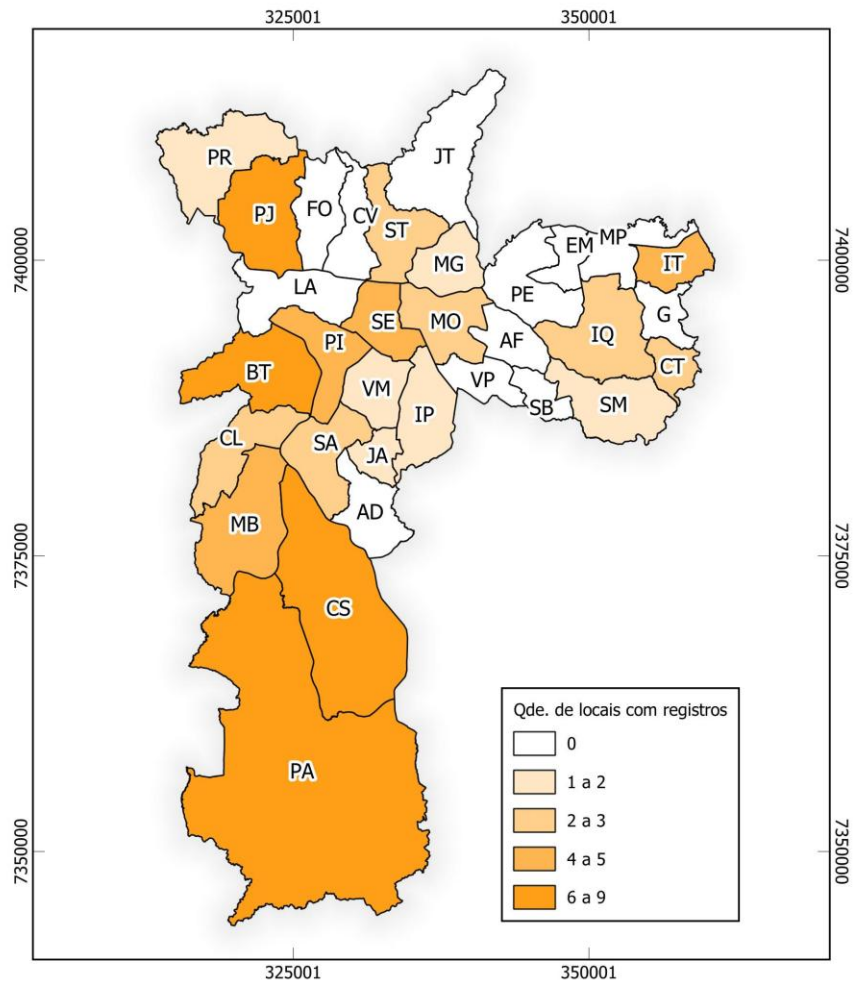 325001
350001
JT
PR
PJ
FO
CV
ST
7400000
MG
EM
MP
IT
7400000
LA
PE
G
SE
MO
PI
AF
IQ
BT
VM
VP
CT
IP
SB
SM
CL
SA
JA
AD
MB
7375000
7375000
CS
Qde. de locais com registros
0
PA
1 a 2
2 a 3
7350000
4 a 5
7350000
6 a 9
325001
350001